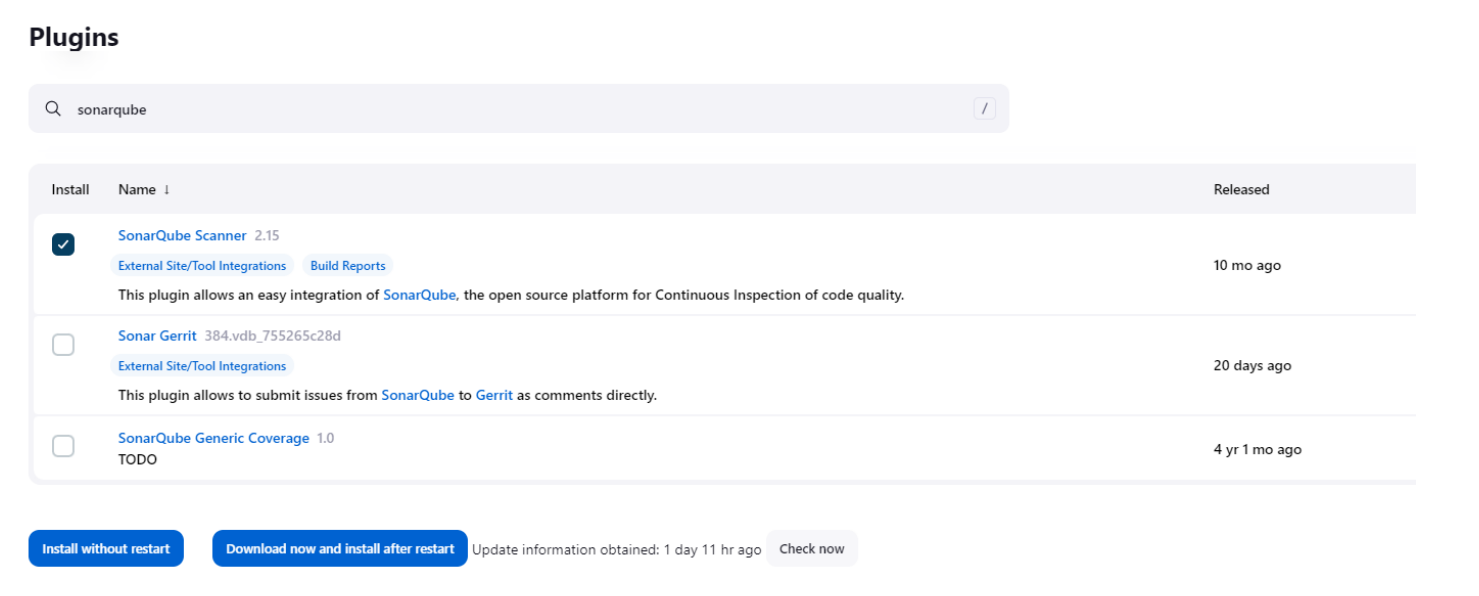 Plugins
sonarqube /
Install Name ↓ Released
SonarQube Scanner 2.15
External Site/Tool Integrations Build Reports
This plugin allows an easy integration of SonarQube, the open source platform for Continuous Inspection of code quality.
10 mo ago
Sonar Gerrit 384.vdb_755265c28d
External Site/Tool Integrations
This plugin allows to submit issues from SonarQube to Gerrit as comments directly.
20 days ago
SonarQube Generic Coverage 1.0
TODO
4 yr 1 mo ago
Install without restart Download now and install after restart Update information obtained: 1 day 11 hr ago Check now